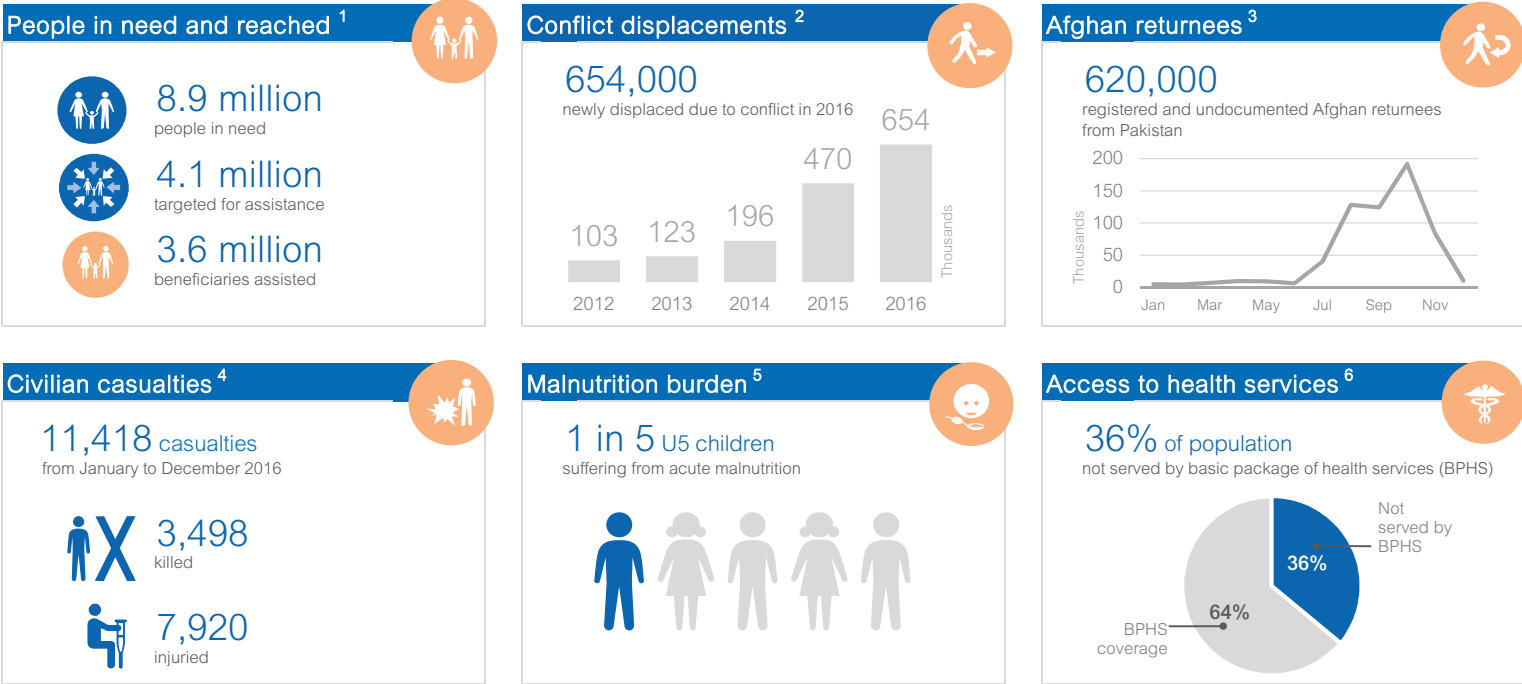 People in need and reached 1
8.9 million
people in need
4.1 million
targeted for assistance
3.6 million
beneficiaries assisted
Conflict displacements 2
654,000
newly displaced due to conflict in 2016
103
123
196
470
654
Thousands
2012
2013
2014
2015
2016
Afghan returnees 3
620,000
registered and undocumented Afghan returnees
from Pakistan
200
150
100
50
0
Thousands
Jan
Mar
May
Jul
Sep
Nov
Civilian casualties 4
11,418 casualties
from January to December 2016
3,498
killed
7,920
injuried
Malnutrition burden 5
1 in 5 U5 children
suffering from acute malnutrition
Access to health services 6
36% of population
not served by basic package of health services (BPHS)
Not
served by
BPHS
36%
64%
BPHS
coverage